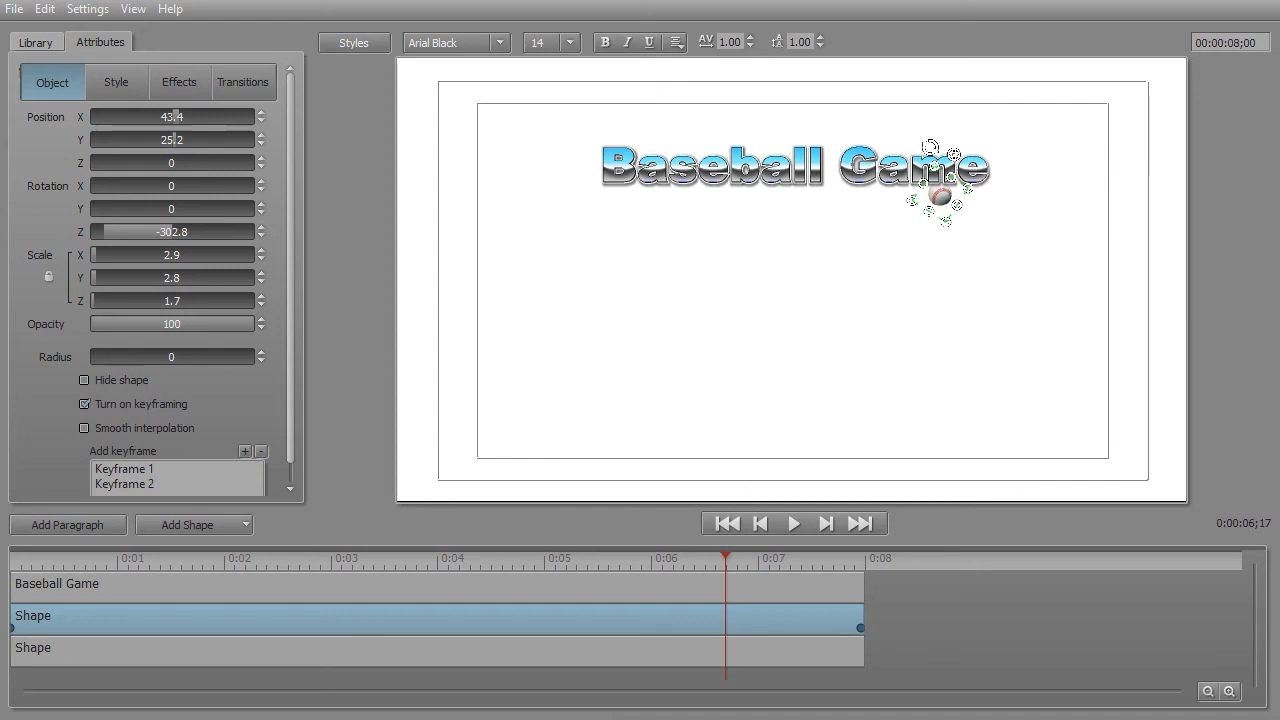 File Edit Settings View Help
Library Attributes Styles Arial Black 14 B I U AV 1.00 A 1.00 00:00:08;00
Object Style Effects Transitions
Position X 43.4
Y 25.2
Z 0
Rotation X 0
Y 0
Z -302.8
Scale X 2.9
Y 2.8
Z 1.7
Opacity 100
Radius 0
Hide shape
Turn on keyframing
Smooth interpolation
Add keyframe + -
Keyframe 1
Keyframe 2
Baseball Game
Add Paragraph Add Shape 0:00:06;17
0:01 0:02 0:03 0:04 0:05 0:06 0:07 0:08
Baseball Game
Shape
Shape